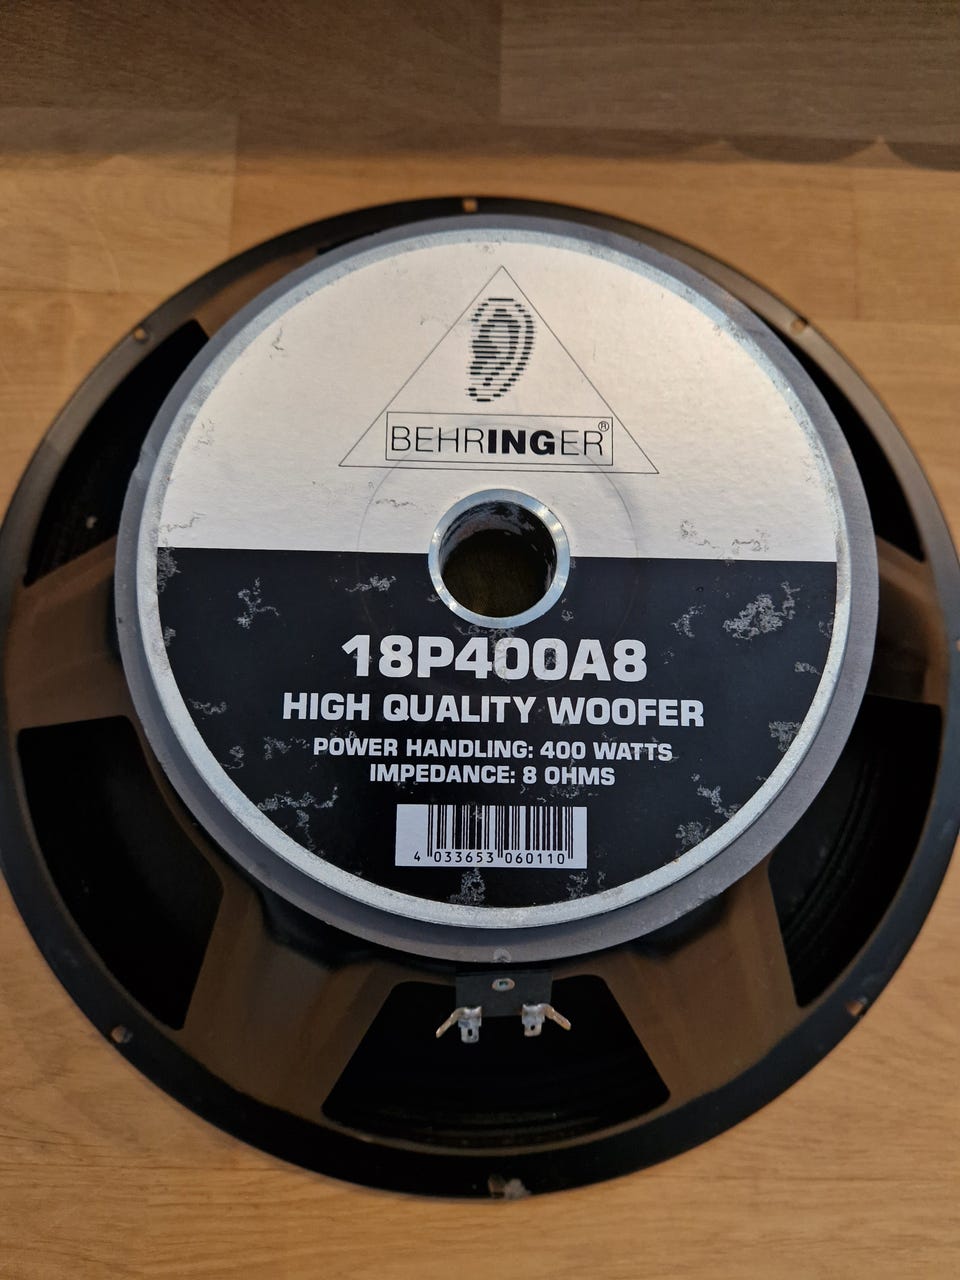 BEHRINGER®
18P400A8
HIGH QUALITY WOOFER
POWER HANDLING: 400 WATTS
IMPEDANCE: 8 OHMS
4 033653 060110